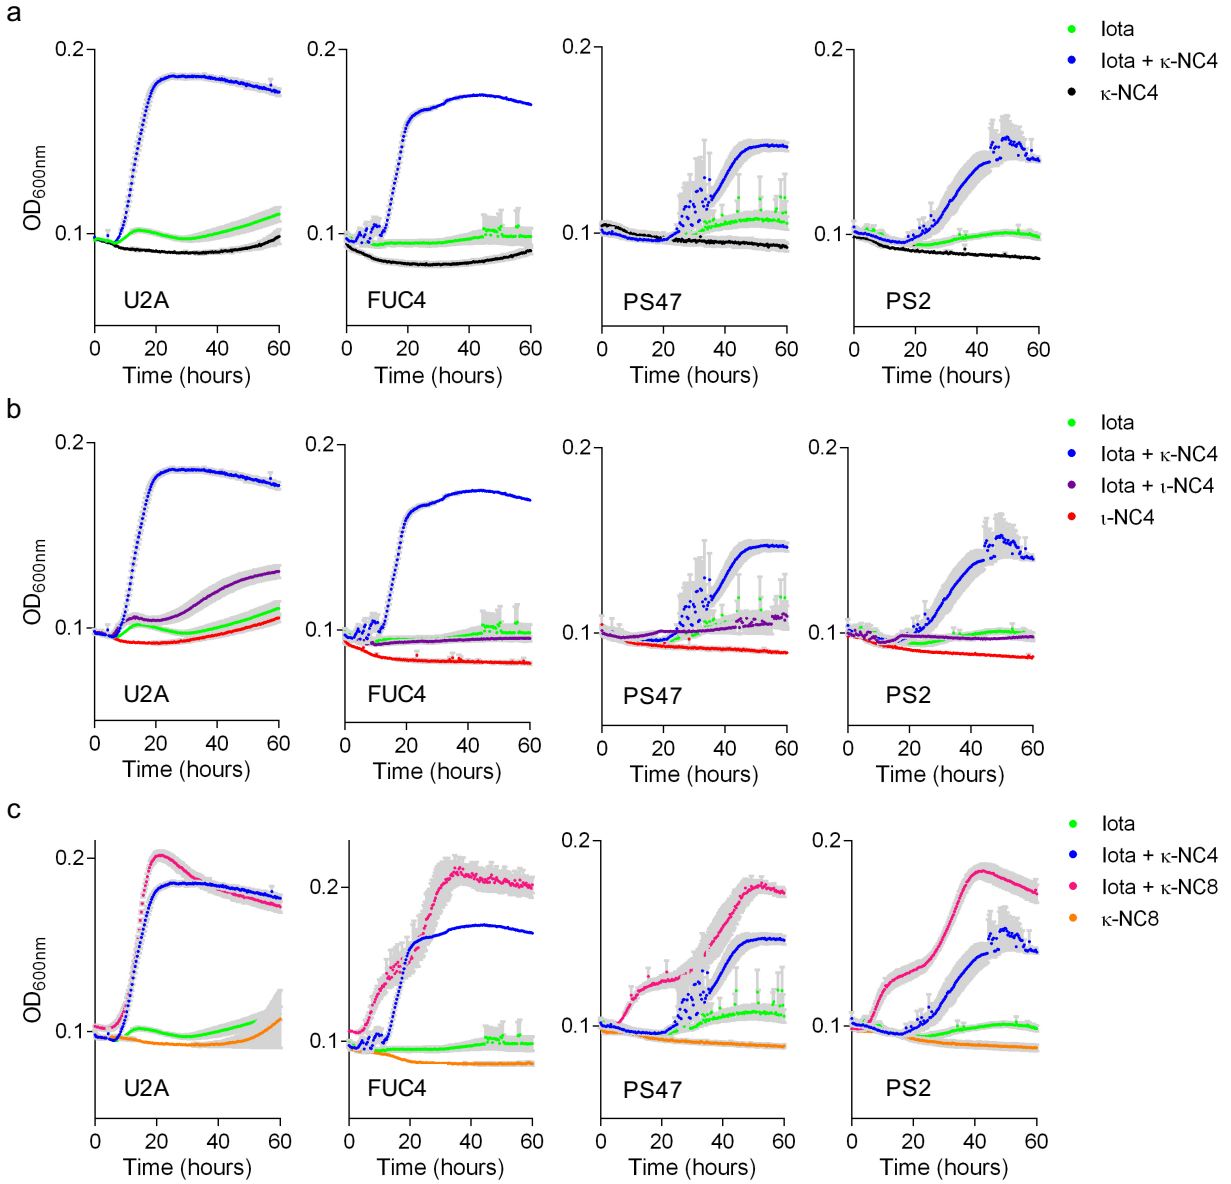 a
Iota
Iota + κ-NC4
κ-NC4
OD600nm
0.2
0.1
0 20 40 60
Time (hours)
U2A
0.2
0.1
0 20 40 60
Time (hours)
FUC4
0.2
0.1
0 20 40 60
Time (hours)
PS47
0.2
0.1
0 20 40 60
Time (hours)
PS2
b
Iota
Iota + κ-NC4
Iota + ι-NC4
ι-NC4
OD600nm
0.2
0.1
0 20 40 60
Time (hours)
U2A
0.2
0.1
0 20 40 60
Time (hours)
FUC4
0.2
0.1
0 20 40 60
Time (hours)
PS47
0.2
0.1
0 20 40 60
Time (hours)
PS2
c
Iota
Iota + κ-NC4
Iota + κ-NC8
κ-NC8
OD600nm
0.2
0.1
0 20 40 60
Time (hours)
U2A
0.2
0.1
0 20 40 60
Time (hours)
FUC4
0.2
0.1
0 20 40 60
Time (hours)
PS47
0.2
0.1
0 20 40 60
Time (hours)
PS2